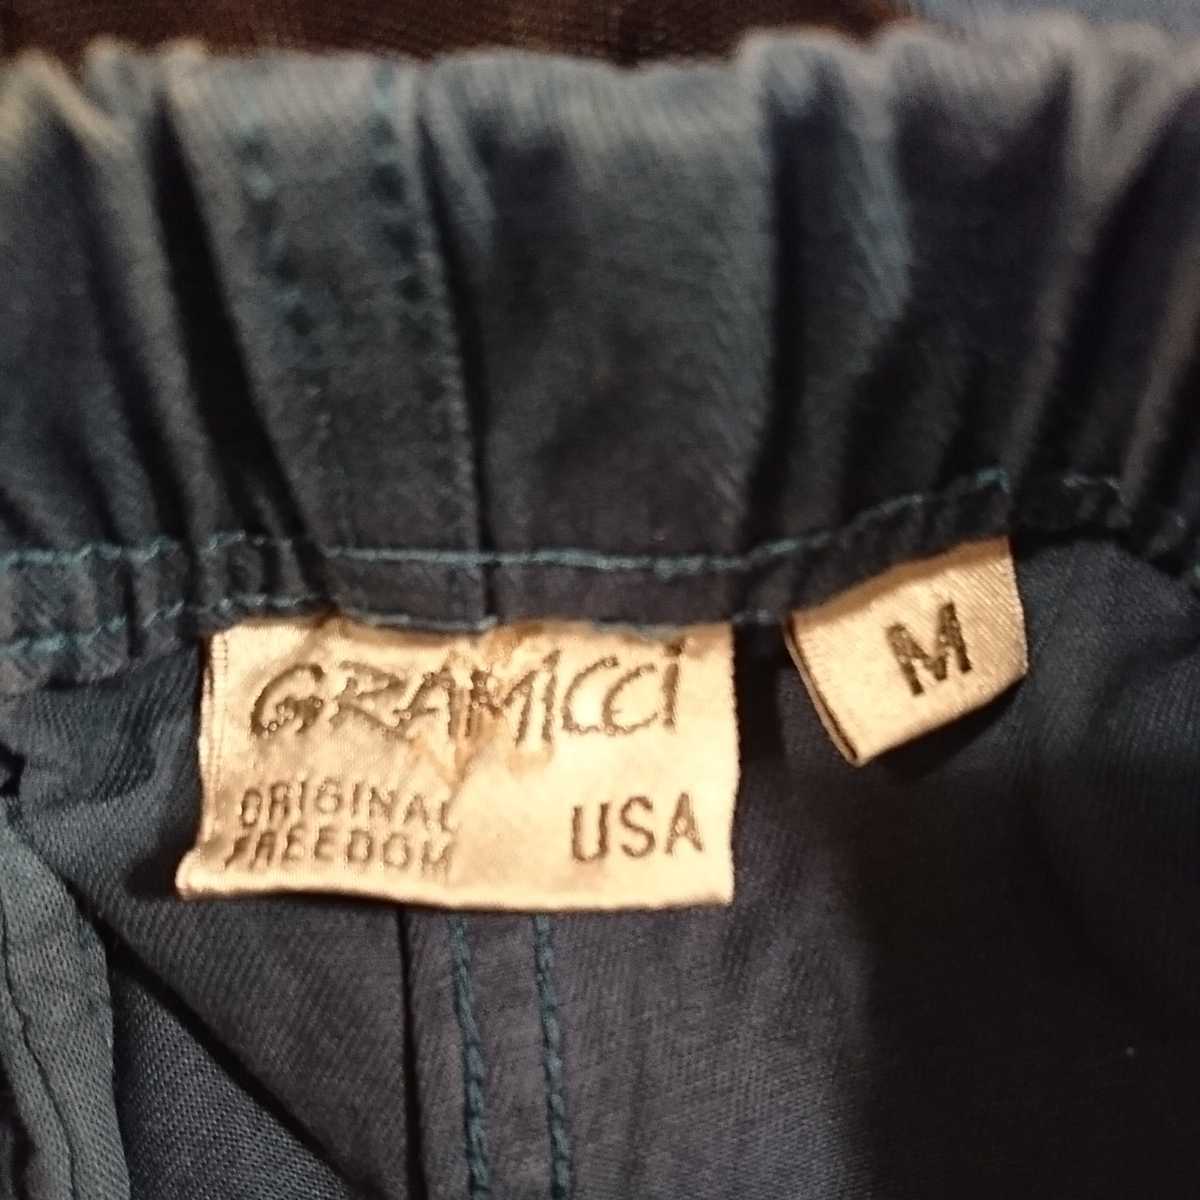 GRAMICCi
M
ORIGINAL
FREEDOM
USA